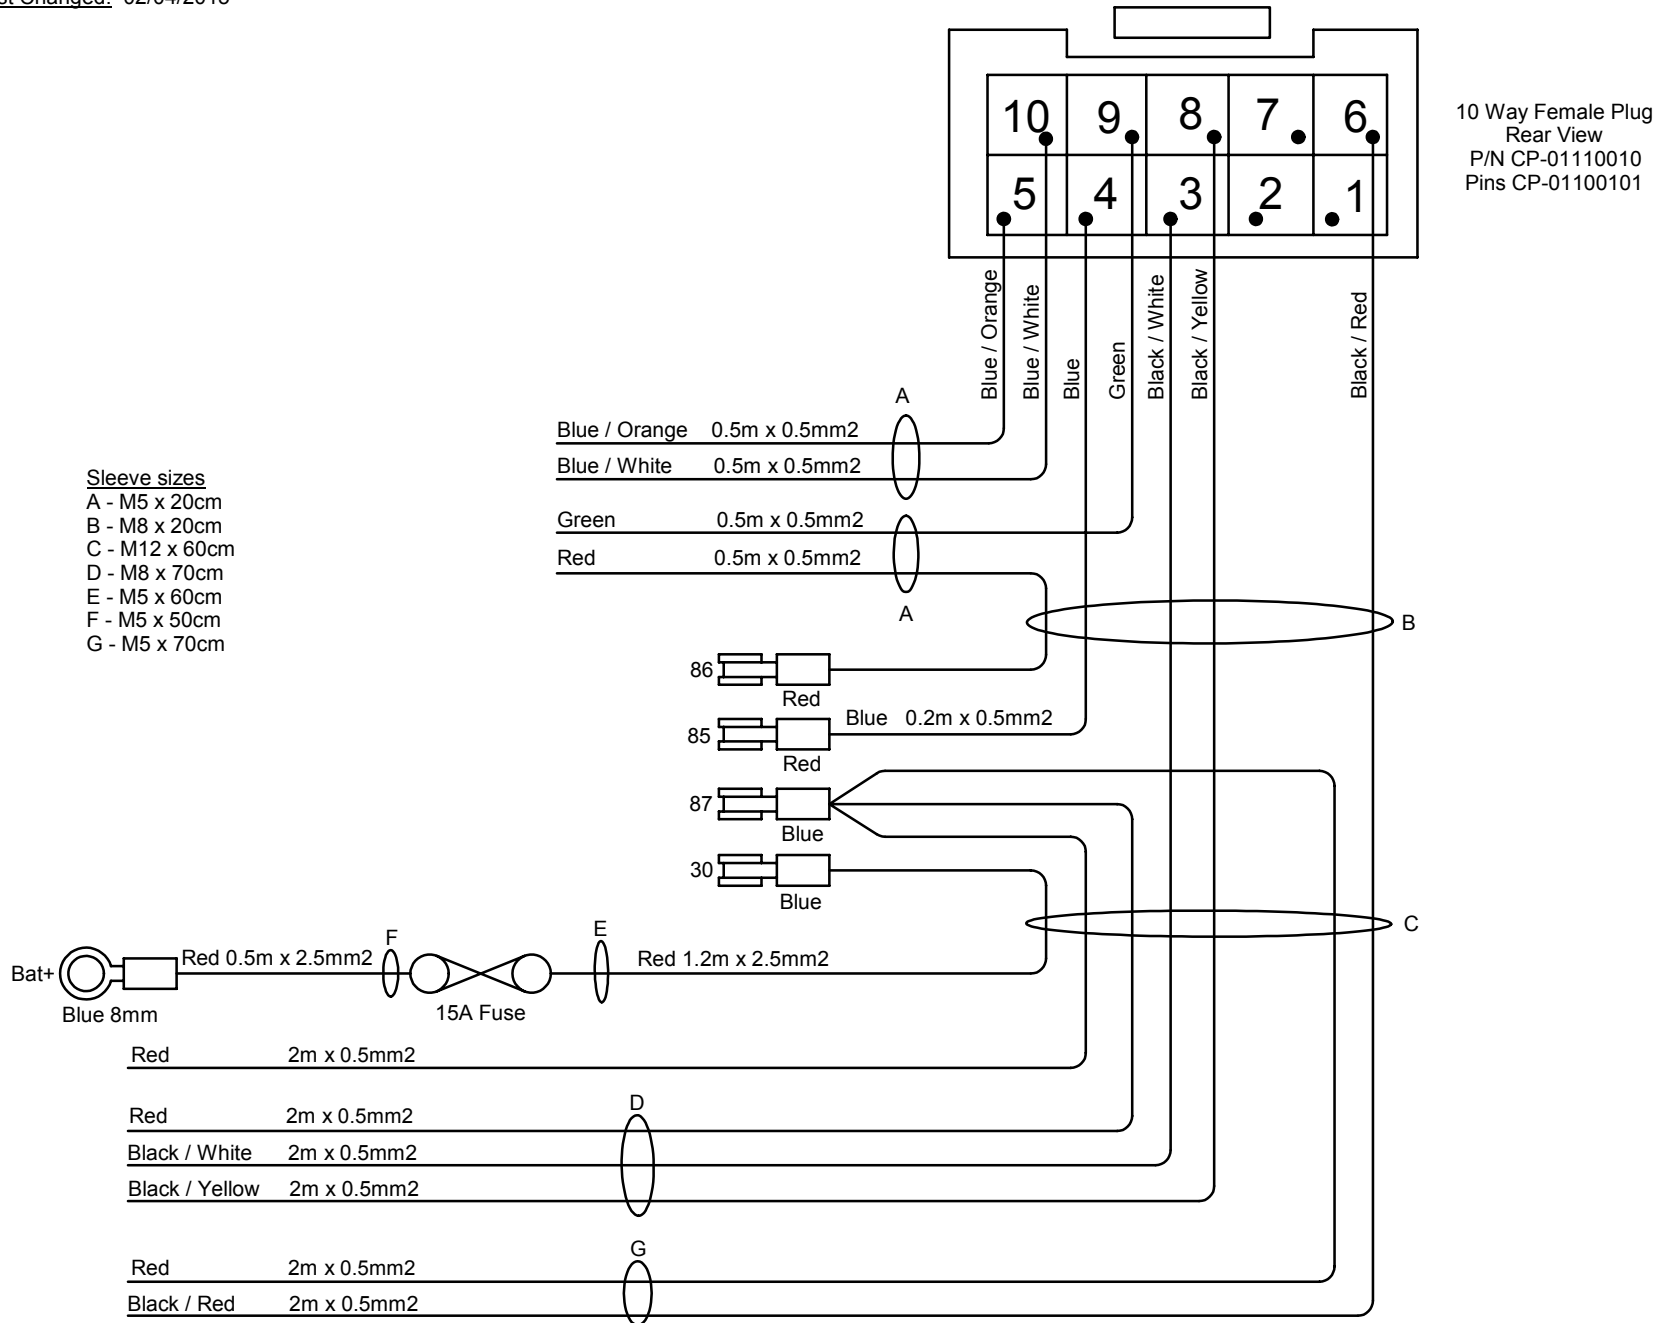 Changed: 02/04/2013
10 9 8 7 6
5 4 3 2 1
10 Way Female Plug
Rear View
P/N CP-01110010
Pins CP-01100101
Blue / Orange
Blue / White
Blue
Green
Black / White
Black / Yellow
Black / Red
A
Blue / Orange 0.5m x 0.5mm2
Blue / White 0.5m x 0.5mm2
Green 0.5m x 0.5mm2
Red 0.5m x 0.5mm2
A
B
Sleeve sizes
A - M5 x 20cm
B - M8 x 20cm
C - M12 x 60cm
D - M8 x 70cm
E - M5 x 60cm
F - M5 x 50cm
G - M5 x 70cm
86
Red
85
Blue 0.2m x 0.5mm2
Red
87
Blue
30
Blue
C
Bat+
Blue 8mm
Red 0.5m x 2.5mm2
F
15A Fuse
E
Red 1.2m x 2.5mm2
Red 2m x 0.5mm2
D
Red 2m x 0.5mm2
Black / White 2m x 0.5mm2
Black / Yellow 2m x 0.5mm2
G
Red 2m x 0.5mm2
Black / Red 2m x 0.5mm2